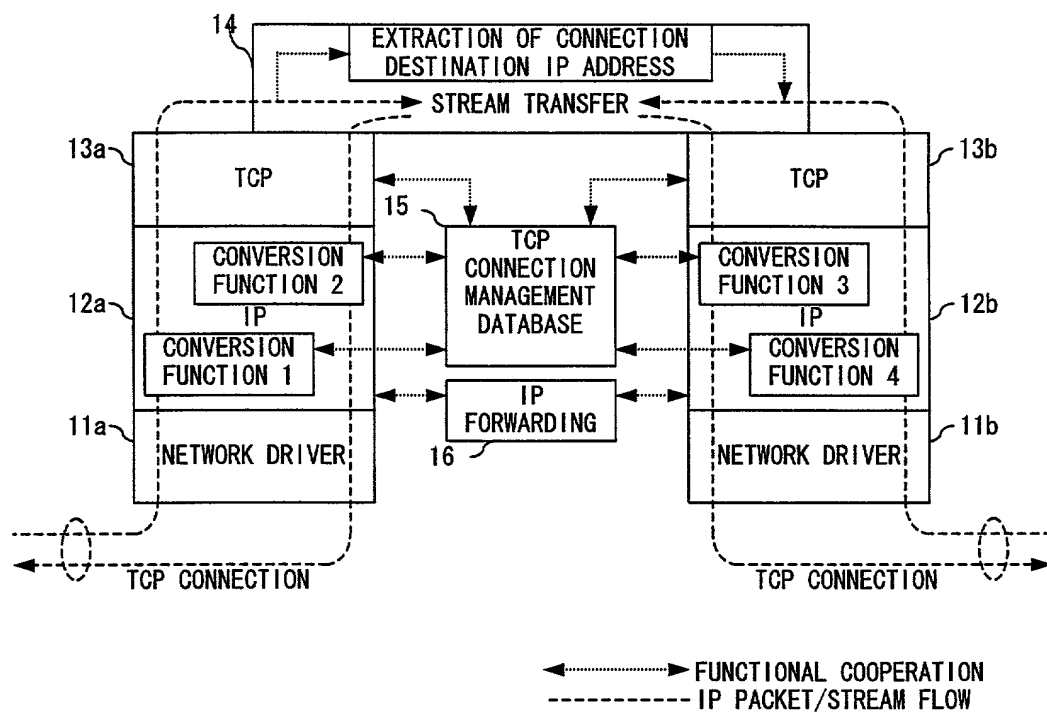 14
EXTRACTION OF CONNECTION
DESTINATION IP ADDRESS
STREAM TRANSFER
13a
TCP
13b
TCP
15
TCP
CONNECTION
MANAGEMENT
DATABASE
12a
CONVERSION
FUNCTION 2
IP
CONVERSION
FUNCTION 1
12b
CONVERSION
FUNCTION 3
IP
CONVERSION
FUNCTION 4
IP
FORWARDING
16
11a
NETWORK DRIVER
11b
NETWORK DRIVER
TCP CONNECTION
TCP CONNECTION
FUNCTIONAL COOPERATION
IP PACKET/STREAM FLOW